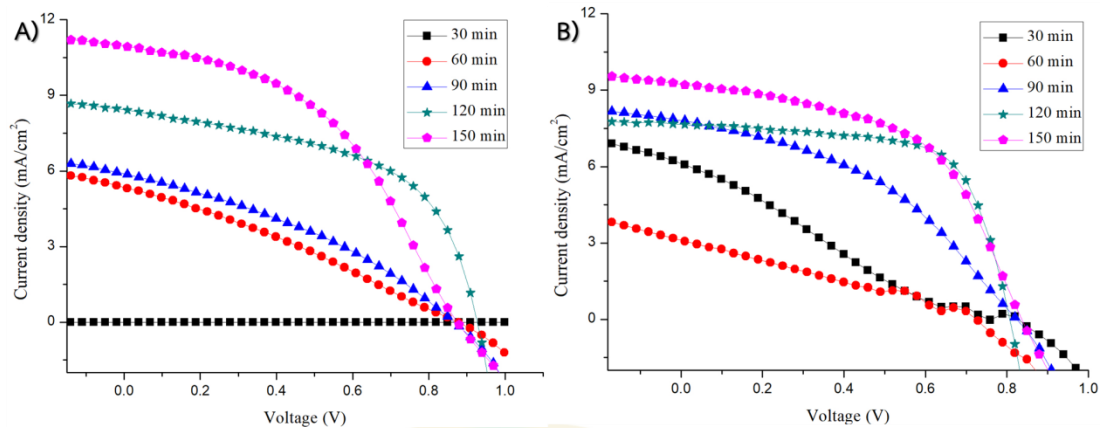 A)
12
9
6
3
0
Current density (mA/cm²)
0.0 0.2 0.4 0.6 0.8 1.0
Voltage (V)
30 min
60 min
90 min
120 min
150 min
B)
12
9
6
3
0
Current density (mA/cm²)
0.0 0.2 0.4 0.6 0.8 1.0
Voltage (V)
30 min
60 min
90 min
120 min
150 min